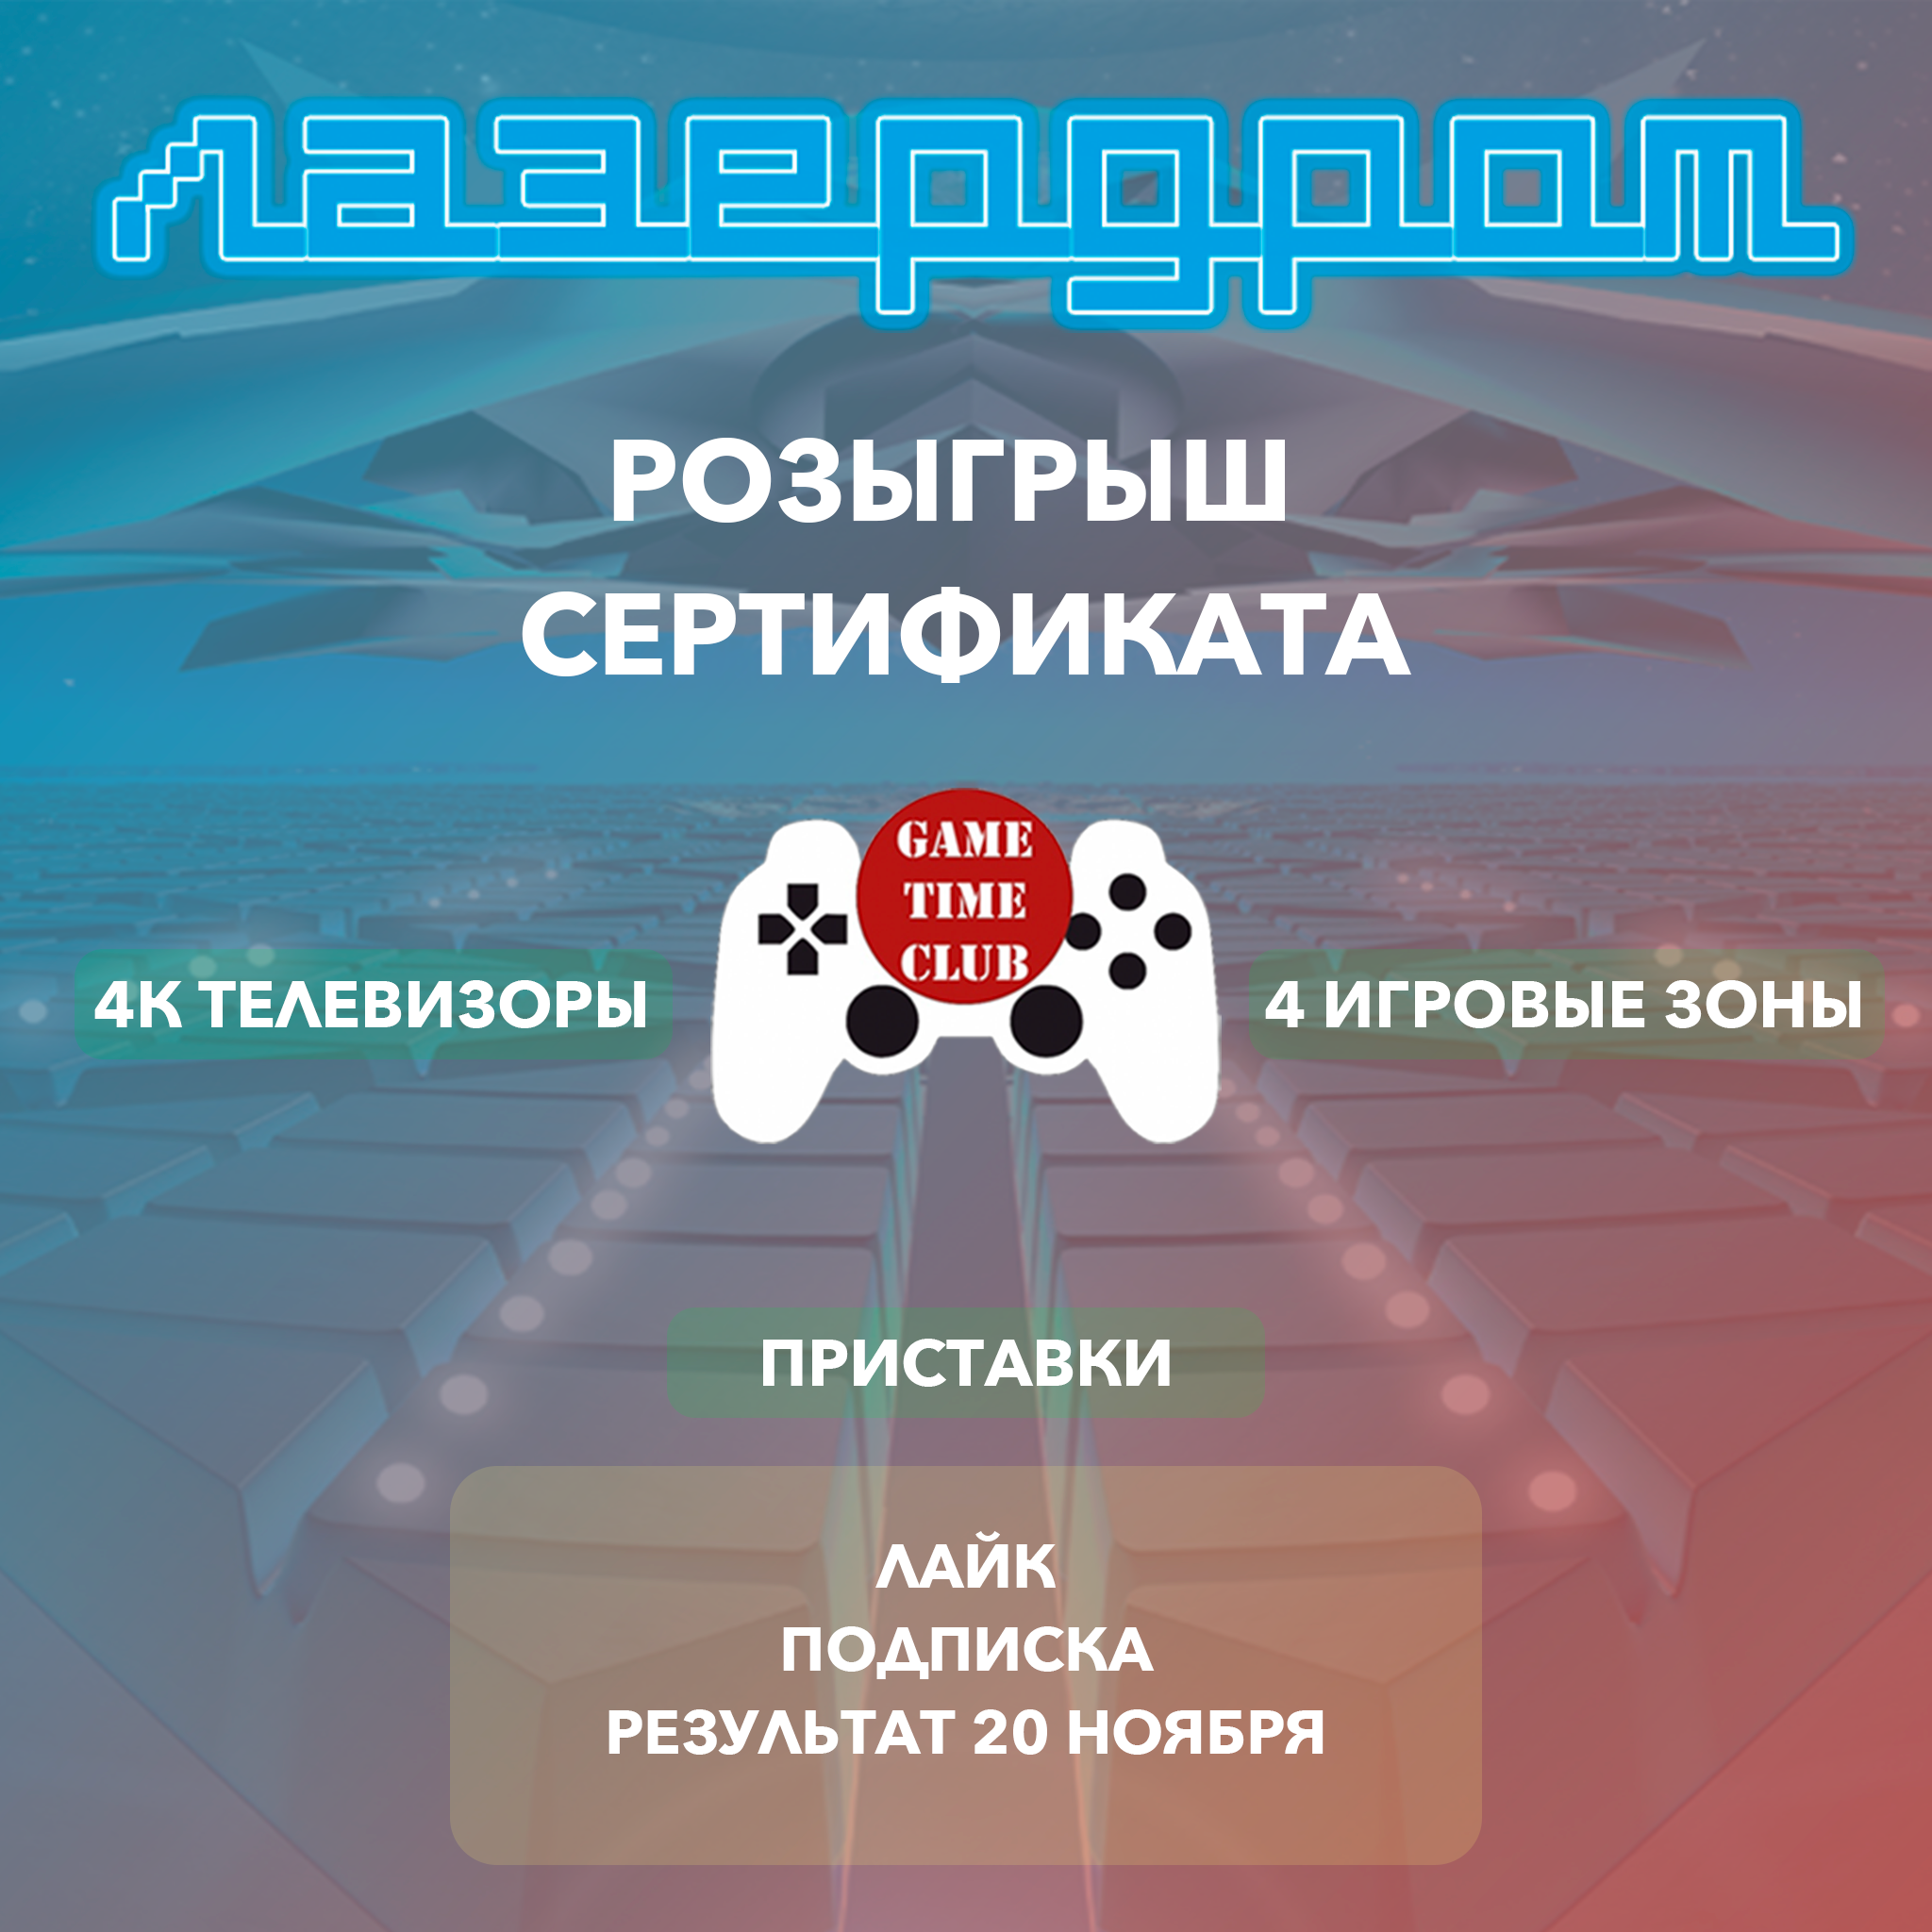 лазердром
РОЗЫГРЫШ
СЕРТИФИКАТА
GAME
TIME
CLUB
4К ТЕЛЕВИЗОРЫ
4 ИГРОВЫЕ ЗОНЫ
ПРИСТАВКИ
ЛАЙК
ПОДПИСКА
РЕЗУЛЬТАТ 20 НОЯБРЯ